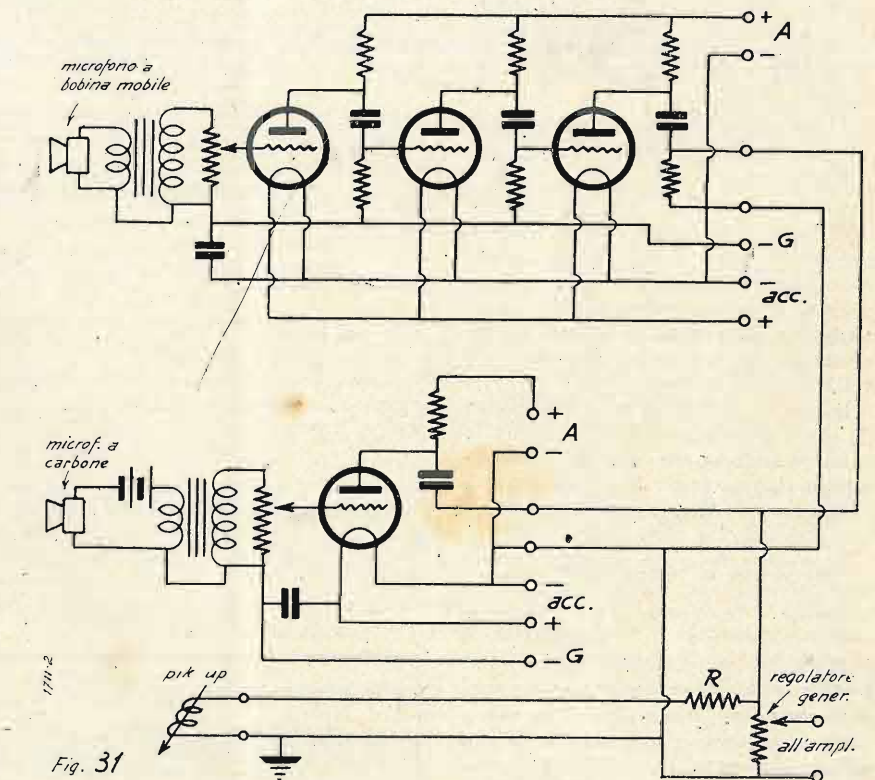 microfono a
bobina mobile
+
A
-
- G
-
acc.
+
microf. a
carbone
+
A
-
-
acc.
+
- G
1711-2
pik up
R
regolatore
gener.
all'ampl.
Fig. 31